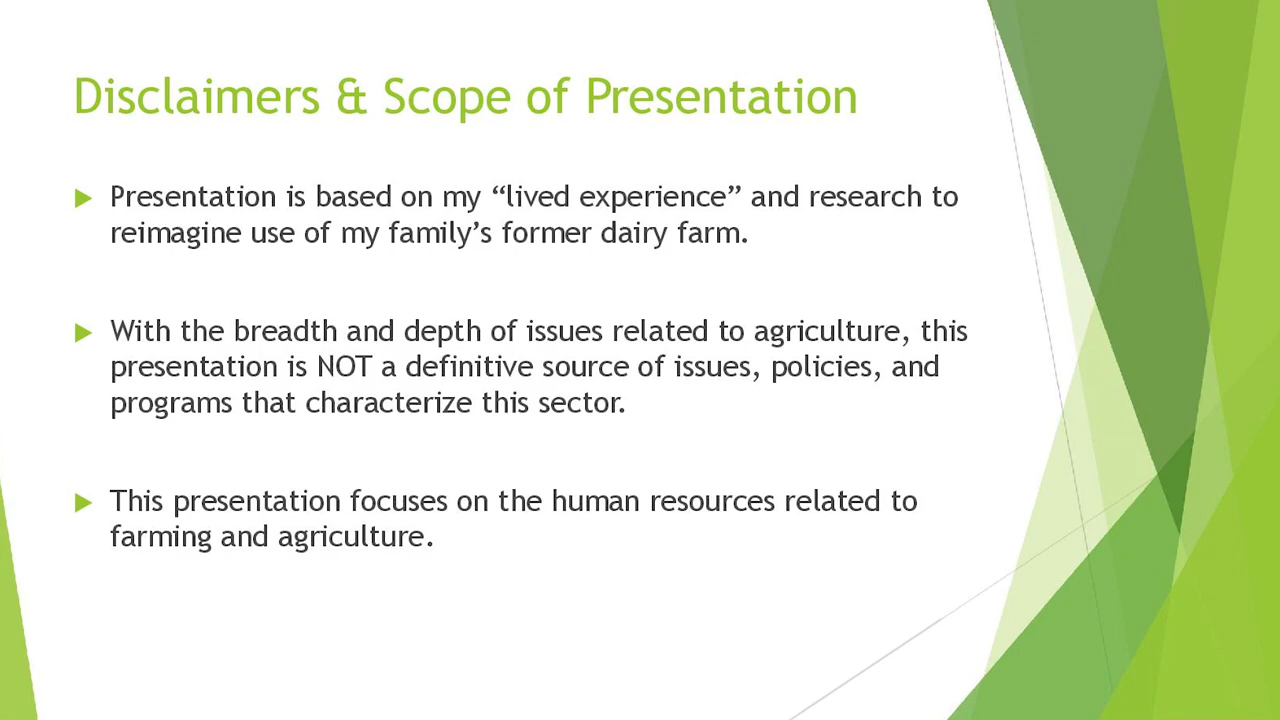 Disclaimers & Scope of Presentation
Presentation is based on my “lived experience” and research to
reimagine use of my family’s former dairy farm.
With the breadth and depth of issues related to agriculture, this
presentation is NOT a definitive source of issues, policies, and
programs that characterize this sector.
This presentation focuses on the human resources related to
farming and agriculture.